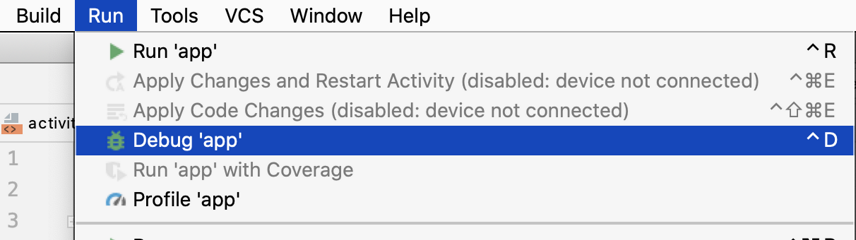 Build Run Tools VCS Window Help
Run 'app' ^R
Apply Changes and Restart Activity (disabled: device not connected) ^⌘E
Apply Code Changes (disabled: device not connected) ^⇧⌘E
activit
1
Debug 'app' ^D
2
Run 'app' with Coverage
3
Profile 'app'